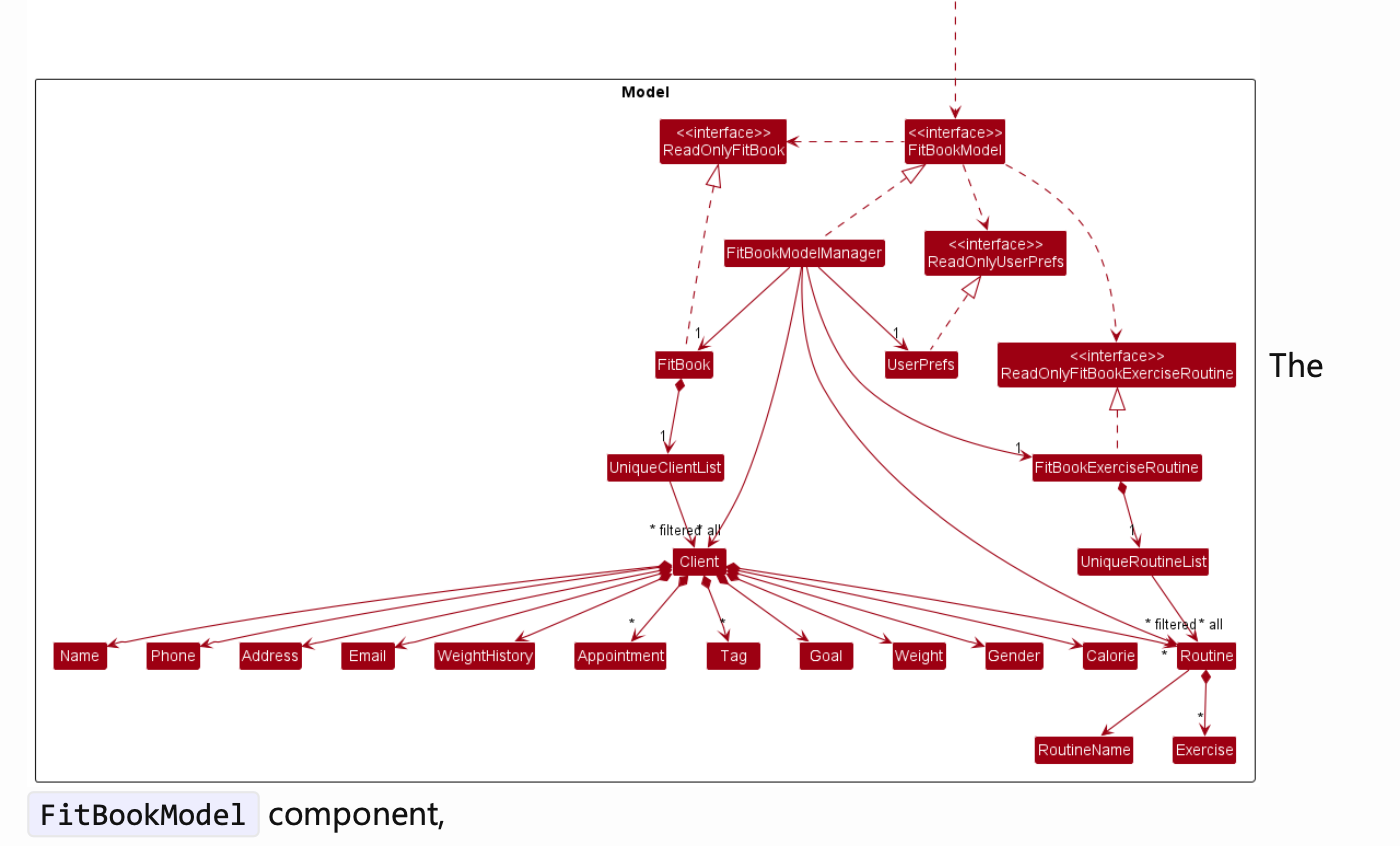 Model
<<interface>>
ReadOnlyFitBook
<<interface>>
FitBookModel
FitBookModelManager
<<interface>>
ReadOnlyUserPrefs
1
1
FitBook
UserPrefs
<<interface>>
ReadOnlyFitBookExerciseRoutine
The
1
1
UniqueClientList
FitBookExerciseRoutine
* filtered
* all
1
Client
UniqueRoutineList
*
*
* filtered
* all
Name
Phone
Address
Email
WeightHistory
Appointment
Tag
Goal
Weight
Gender
Calorie
*
Routine
*
RoutineName
Exercise
FitBookModel component,